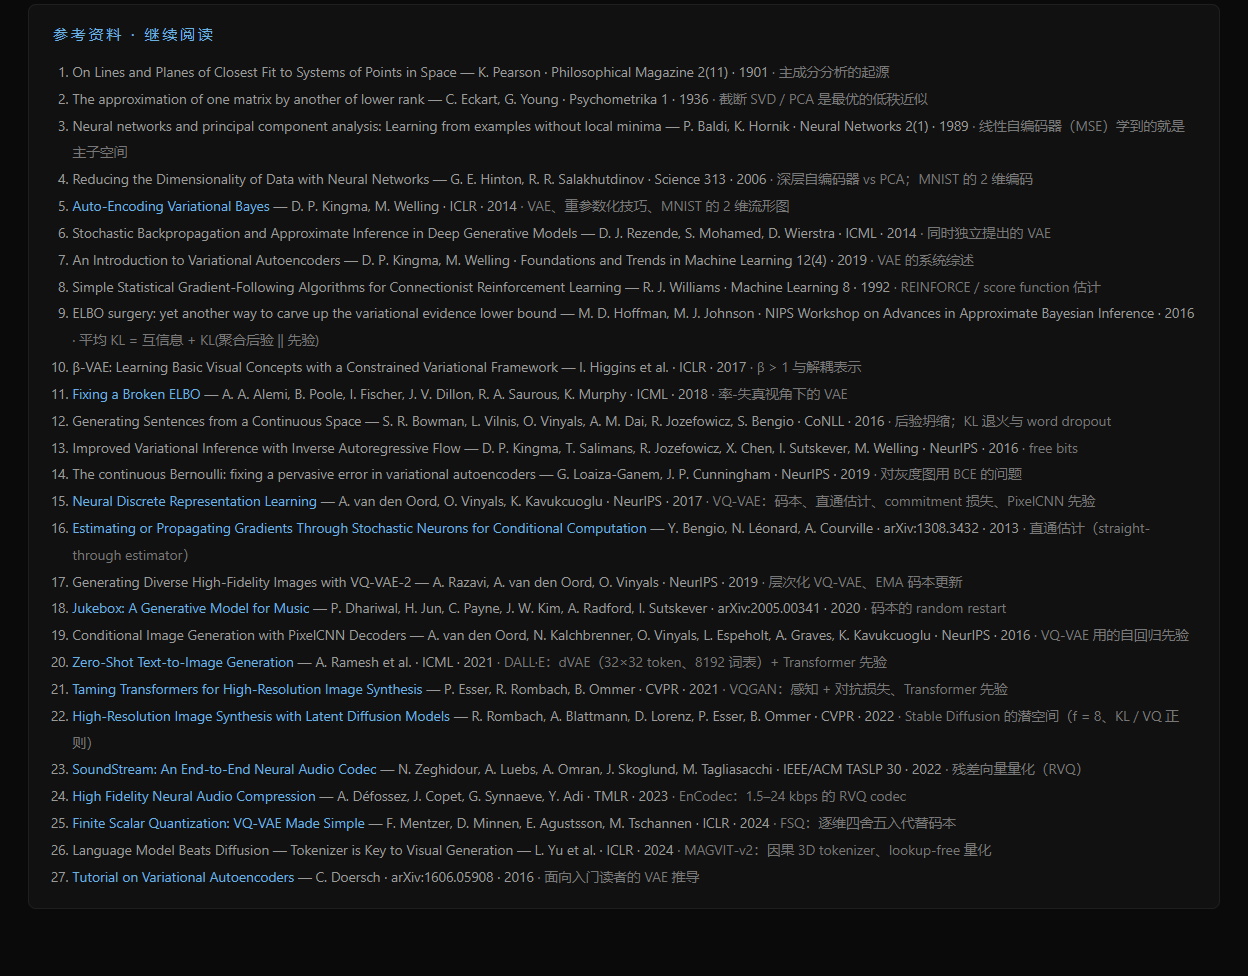 参考资料 · 继续阅读
1. On Lines and Planes of Closest Fit to Systems of Points in Space — K. Pearson · Philosophical Magazine 2(11) · 1901 · 主成分分析的起源
2. The approximation of one matrix by another of lower rank — C. Eckart, G. Young · Psychometrika 1 · 1936 · 截断 SVD / PCA 是最优的低秩近似
3. Neural networks and principal component analysis: Learning from examples without local minima — P. Baldi, K. Hornik · Neural Networks 2(1) · 1989 · 线性自编码器（MSE）学到的就是
主子空间
4. Reducing the Dimensionality of Data with Neural Networks — G. E. Hinton, R. R. Salakhutdinov · Science 313 · 2006 · 深层自编码器 vs PCA；MNIST 的 2 维编码
5. Auto-Encoding Variational Bayes — D. P. Kingma, M. Welling · ICLR · 2014 · VAE、重参数化技巧、MNIST 的 2 维流形图
6. Stochastic Backpropagation and Approximate Inference in Deep Generative Models — D. J. Rezende, S. Mohamed, D. Wierstra · ICML · 2014 · 同时独立提出的 VAE
7. An Introduction to Variational Autoencoders — D. P. Kingma, M. Welling · Foundations and Trends in Machine Learning 12(4) · 2019 · VAE 的系统综述
8. Simple Statistical Gradient-Following Algorithms for Connectionist Reinforcement Learning — R. J. Williams · Machine Learning 8 · 1992 · REINFORCE / score function 估计
9. ELBO surgery: yet another way to carve up the variational evidence lower bound — M. D. Hoffman, M. J. Johnson · NIPS Workshop on Advances in Approximate Bayesian Inference · 2016
· 平均 KL = 互信息 + KL(聚合后验 ‖ 先验)
10. β-VAE: Learning Basic Visual Concepts with a Constrained Variational Framework — I. Higgins et al. · ICLR · 2017 · β > 1 与解耦表示
11. Fixing a Broken ELBO — A. A. Alemi, B. Poole, I. Fischer, J. V. Dillon, R. A. Saurous, K. Murphy · ICML · 2018 · 率-失真视角下的 VAE
12. Generating Sentences from a Continuous Space — S. R. Bowman, L. Vilnis, O. Vinyals, A. M. Dai, R. Jozefowicz, S. Bengio · CoNLL · 2016 · 后验坍缩；KL 退火与 word dropout
13. Improved Variational Inference with Inverse Autoregressive Flow — D. P. Kingma, T. Salimans, R. Jozefowicz, X. Chen, I. Sutskever, M. Welling · NeurIPS · 2016 · free bits
14. The continuous Bernoulli: fixing a pervasive error in variational autoencoders — G. Loaiza-Ganem, J. P. Cunningham · NeurIPS · 2019 · 对灰度图用 BCE 的问题
15. Neural Discrete Representation Learning — A. van den Oord, O. Vinyals, K. Kavukcuoglu · NeurIPS · 2017 · VQ-VAE：码本、直通估计、commitment 损失、PixelCNN 先验
16. Estimating or Propagating Gradients Through Stochastic Neurons for Conditional Computation — Y. Bengio, N. Léonard, A. Courville · arXiv:1308.3432 · 2013 · 直通估计（straight-
through estimator）
17. Generating Diverse High-Fidelity Images with VQ-VAE-2 — A. Razavi, A. van den Oord, O. Vinyals · NeurIPS · 2019 · 层次化 VQ-VAE、EMA 码本更新
18. Jukebox: A Generative Model for Music — P. Dhariwal, H. Jun, C. Payne, J. W. Kim, A. Radford, I. Sutskever · arXiv:2005.00341 · 2020 · 码本的 random restart
19. Conditional Image Generation with PixelCNN Decoders — A. van den Oord, N. Kalchbrenner, O. Vinyals, L. Espeholt, A. Graves, K. Kavukcuoglu · NeurIPS · 2016 · VQ-VAE 用的自回归先验
20. Zero-Shot Text-to-Image Generation — A. Ramesh et al. · ICML · 2021 · DALL·E：dVAE（32×32 token、8192 词表）+ Transformer 先验
21. Taming Transformers for High-Resolution Image Synthesis — P. Esser, R. Rombach, B. Ommer · CVPR · 2021 · VQGAN：感知 + 对抗损失、Transformer 先验
22. High-Resolution Image Synthesis with Latent Diffusion Models — R. Rombach, A. Blattmann, D. Lorenz, P. Esser, B. Ommer · CVPR · 2022 · Stable Diffusion 的潜空间（f = 8、KL / VQ 正
则）
23. SoundStream: An End-to-End Neural Audio Codec — N. Zeghidour, A. Luebs, A. Omran, J. Skoglund, M. Tagliasacchi · IEEE/ACM TASLP 30 · 2022 · 残差向量量化（RVQ）
24. High Fidelity Neural Audio Compression — A. Défossez, J. Copet, G. Synnaeve, Y. Adi · TMLR · 2023 · EnCodec：1.5–24 kbps 的 RVQ codec
25. Finite Scalar Quantization: VQ-VAE Made Simple — F. Mentzer, D. Minnen, E. Agustsson, M. Tschannen · ICLR · 2024 · FSQ：逐维四舍五入代替码本
26. Language Model Beats Diffusion — Tokenizer is Key to Visual Generation — L. Yu et al. · ICLR · 2024 · MAGVIT-v2：因果 3D tokenizer、lookup-free 量化
27. Tutorial on Variational Autoencoders — C. Doersch · arXiv:1606.05908 · 2016 · 面向入门读者的 VAE 推导